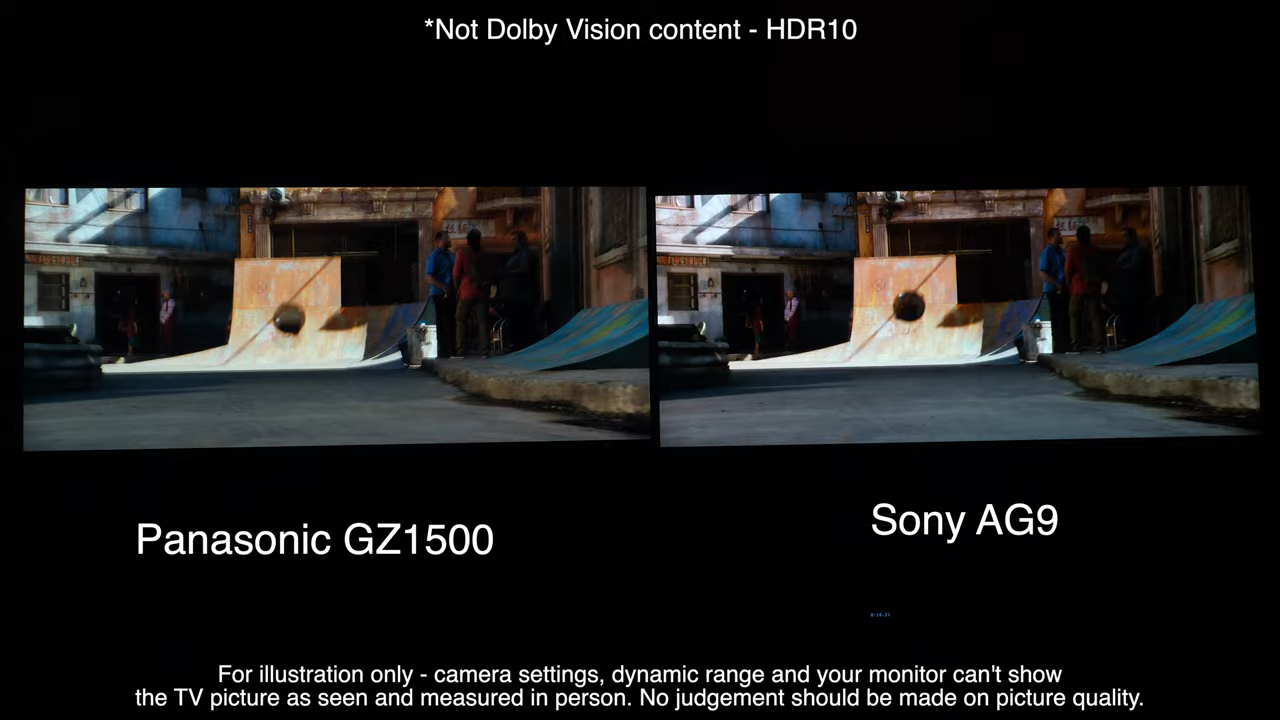 *Not Dolby Vision content - HDR10
Panasonic GZ1500
Sony AG9
For illustration only - camera settings, dynamic range and your monitor can't show
the TV picture as seen and measured in person. No judgement should be made on picture quality.